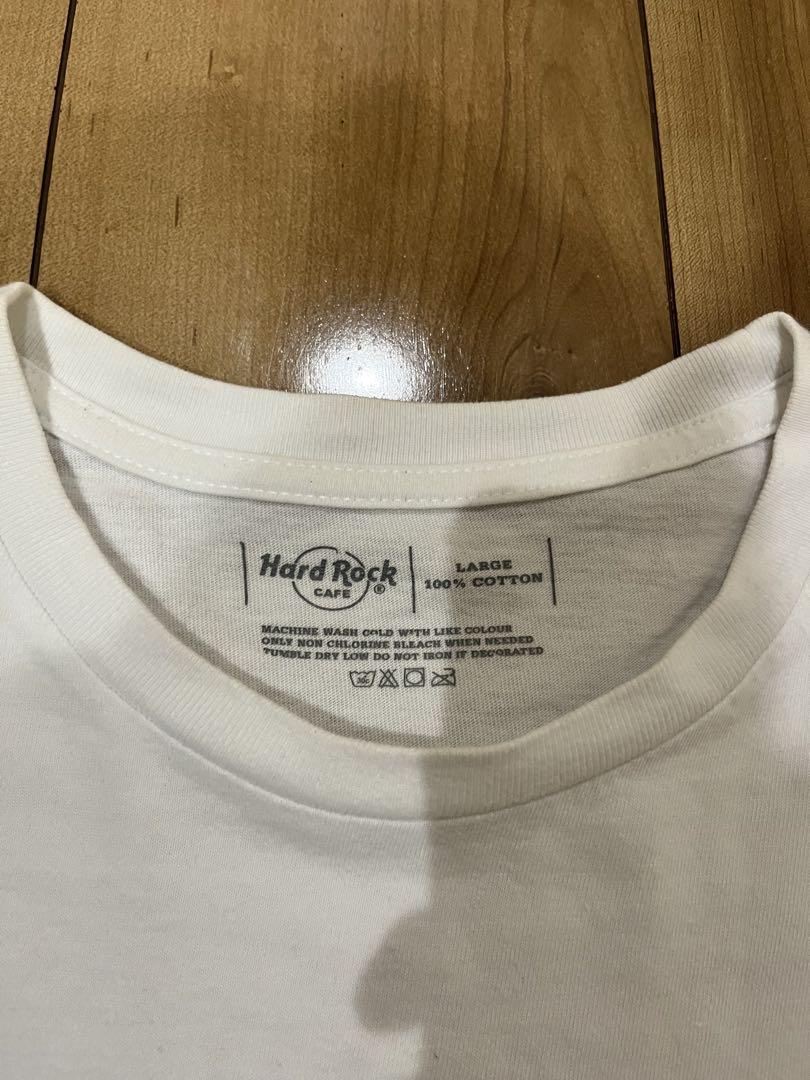 Hard Rock
CAFE
®
LARGE
100% COTTON
MACHINE WASH COLD WITH LIKE COLOUR
ONLY NON CHLORINE BLEACH WHEN NEEDED
TUMBLE DRY LOW DO NOT IRON IF DECORATED
30c